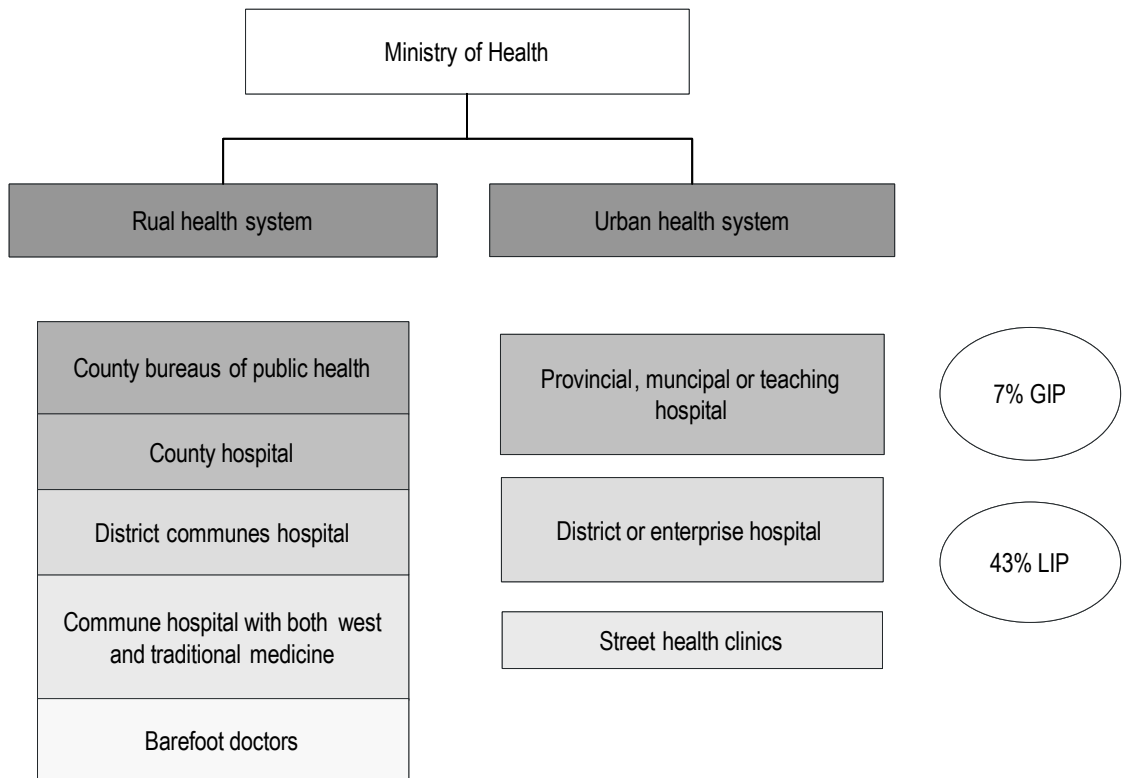 Ministry of Health
Rual health system
Urban health system
County bureaus of public health
County hospital
District communes hospital
Commune hospital with both west
and traditional medicine
Barefoot doctors
Provincial, muncipal or teaching
hospital
District or enterprise hospital
Street health clinics
7% GIP
43% LIP